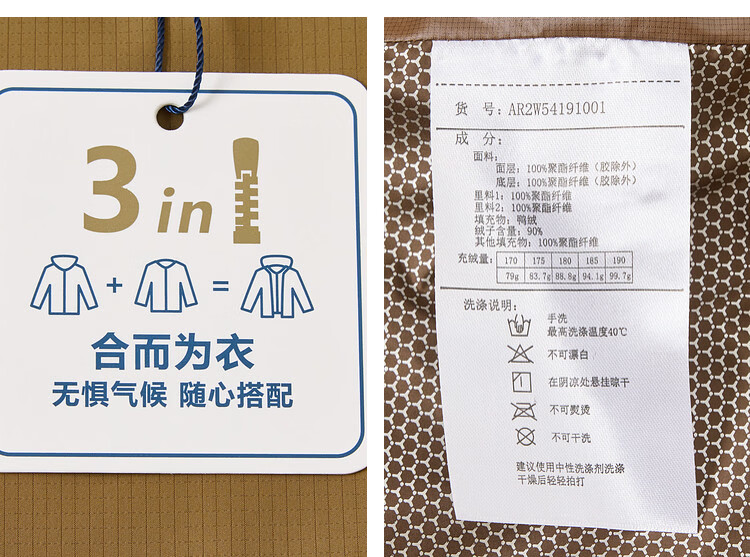 3 in 1
+ =
合而为衣
无惧气候 随心搭配
货 号: AR2W54191001
成 分:
面料:
面层: 100%聚酯纤维 (胶除外)
底层: 100%聚酯纤维 (胶除外)
里料1: 100%聚酯纤维
里料2: 100%聚酯纤维
填充物: 鸭绒
绒子含量: 90%
其他填充物: 100%聚酯纤维
充绒量: 170 175 180 185 190
79g 83.7g 88.8g 94.1g 99.7g
洗涤说明:
手洗
最高洗涤温度40℃
不可漂白
在阴凉处悬挂晾干
不可熨烫
不可干洗
建议使用中性洗涤剂洗涤
干燥后轻轻拍打